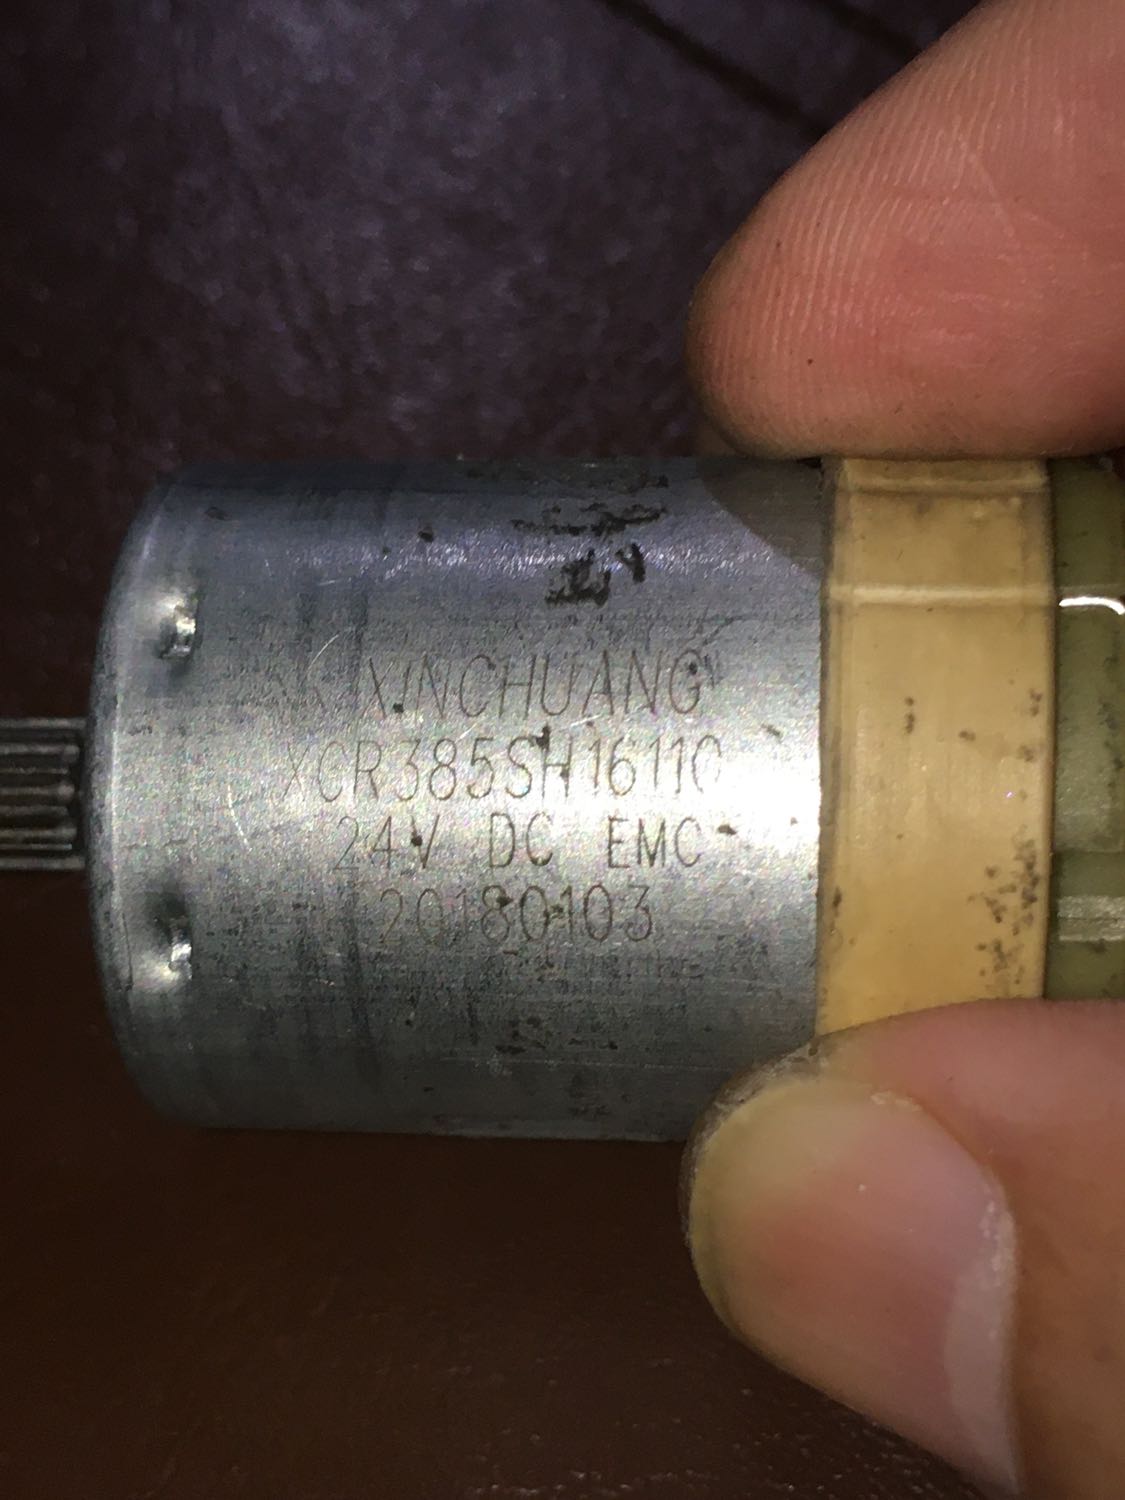 XINCHUANG
XCR385SH16110
24V DC EMC
20180103